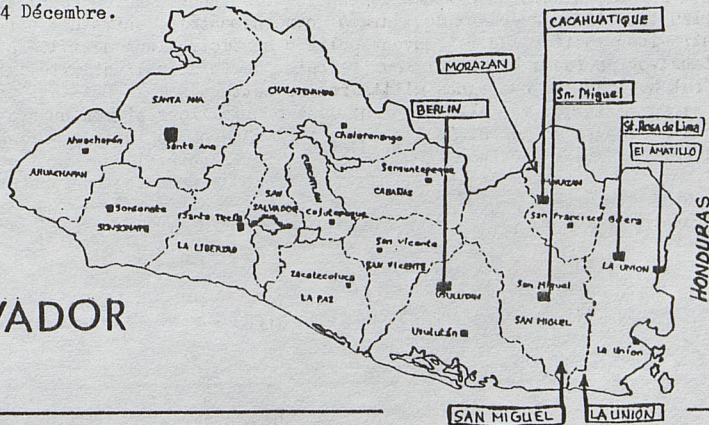 4 Décembre.
CACAHUATIQUE
MORAZAN
Sn. Miguel
BERLIN
St. Rosa de Lima
El AMATILLO
HONDURAS
CHALATENANGO
SANTA ANA
Chalatenango
Ahuachapán
Santa Ana
Sensuntepeque
MORAZAN
AHUACHAPAN
CUSCATLAN
CABAÑAS
SAN
SALVADOR
Sonsonate
Santa Tecla
Cojutepeque
San Francisco Gotera
SONSONATE
LA LIBERTAD
San Vicente
SAN VICENTE
LA UNION
Zacatecoluca
LA PAZ
USULUTAN
San Miguel
SAN MIGUEL
VADOR
Usulután
La Union
SAN MIGUEL
LA UNION